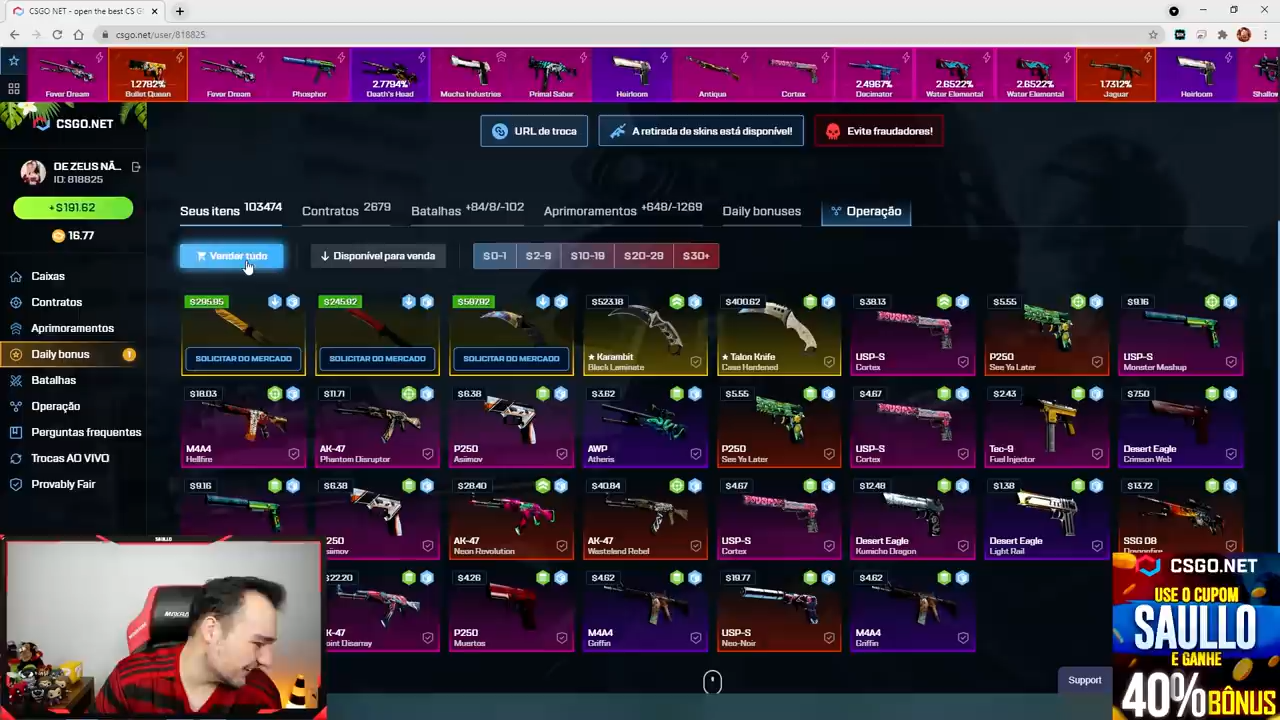 CSGO NET - open the best CS G
csgo.net/user/818825
Fever Dream
1.2782%
Bullet Queen
Fever Dream
Phosphor
2.7794%
Death's Head
Mecha Industries
Primal Saber
Heirloom
Antique
Cortex
2.4967%
Decimator
2.6522%
Water Elemental
2.6522%
Water Elemental
1.7312%
Jaguar
Heirloom
Shallow
CSGO.NET
URL de troca
A retirada de skins está disponível!
Evite fraudadores!
DE ZEUS NÃ...
ID: 818825
+$191.62
16.77
Seus itens 103474
Contratos 2679
Batalhas +84/8/-102
Aprimoramentos +648/-1269
Daily bonuses
Operação
Vender tudo
Disponível para venda
$0-1
$2-9
$10-19
$20-29
$30+
Caixas
Contratos
Aprimoramentos
Daily bonus
Batalhas
Operação
Perguntas frequentes
Trocas AO VIVO
Provably Fair
SOLICITAR DO MERCADO
SOLICITAR DO MERCADO
SOLICITAR DO MERCADO
$523.18
★ Karambit
Black Laminate
$400.62
★ Talon Knife
Case Hardened
$38.13
USP-S
Cortex
$5.55
P250
See Ya Later
$9.16
USP-S
Monster Mashup
$18.03
M4A4
Hellfire
$11.71
AK-47
Phantom Disruptor
$6.38
P250
Asiimov
$3.62
AWP
Atheris
$5.55
P250
See Ya Later
$4.67
USP-S
Cortex
$2.43
Tec-9
Fuel Injector
$7.50
Desert Eagle
Crimson Web
$9.16
$6.38
250
siimov
$28.40
AK-47
Neon Revolution
$40.84
AK-47
Wasteland Rebel
$4.67
USP-S
Cortex
$12.48
Desert Eagle
Kumicho Dragon
$1.38
Desert Eagle
Light Rail
$13.72
SSG 08
Dragonfire
$22.20
K-47
oint Disarray
$4.26
P250
Muertos
$4.62
M4A4
Griffin
$19.77
USP-S
Neo-Noir
$4.62
M4A4
Griffin
SAULLO
Support
CSGO.NET
USE O CUPOM
SAULLO
E GANHE
40% BÔNUS